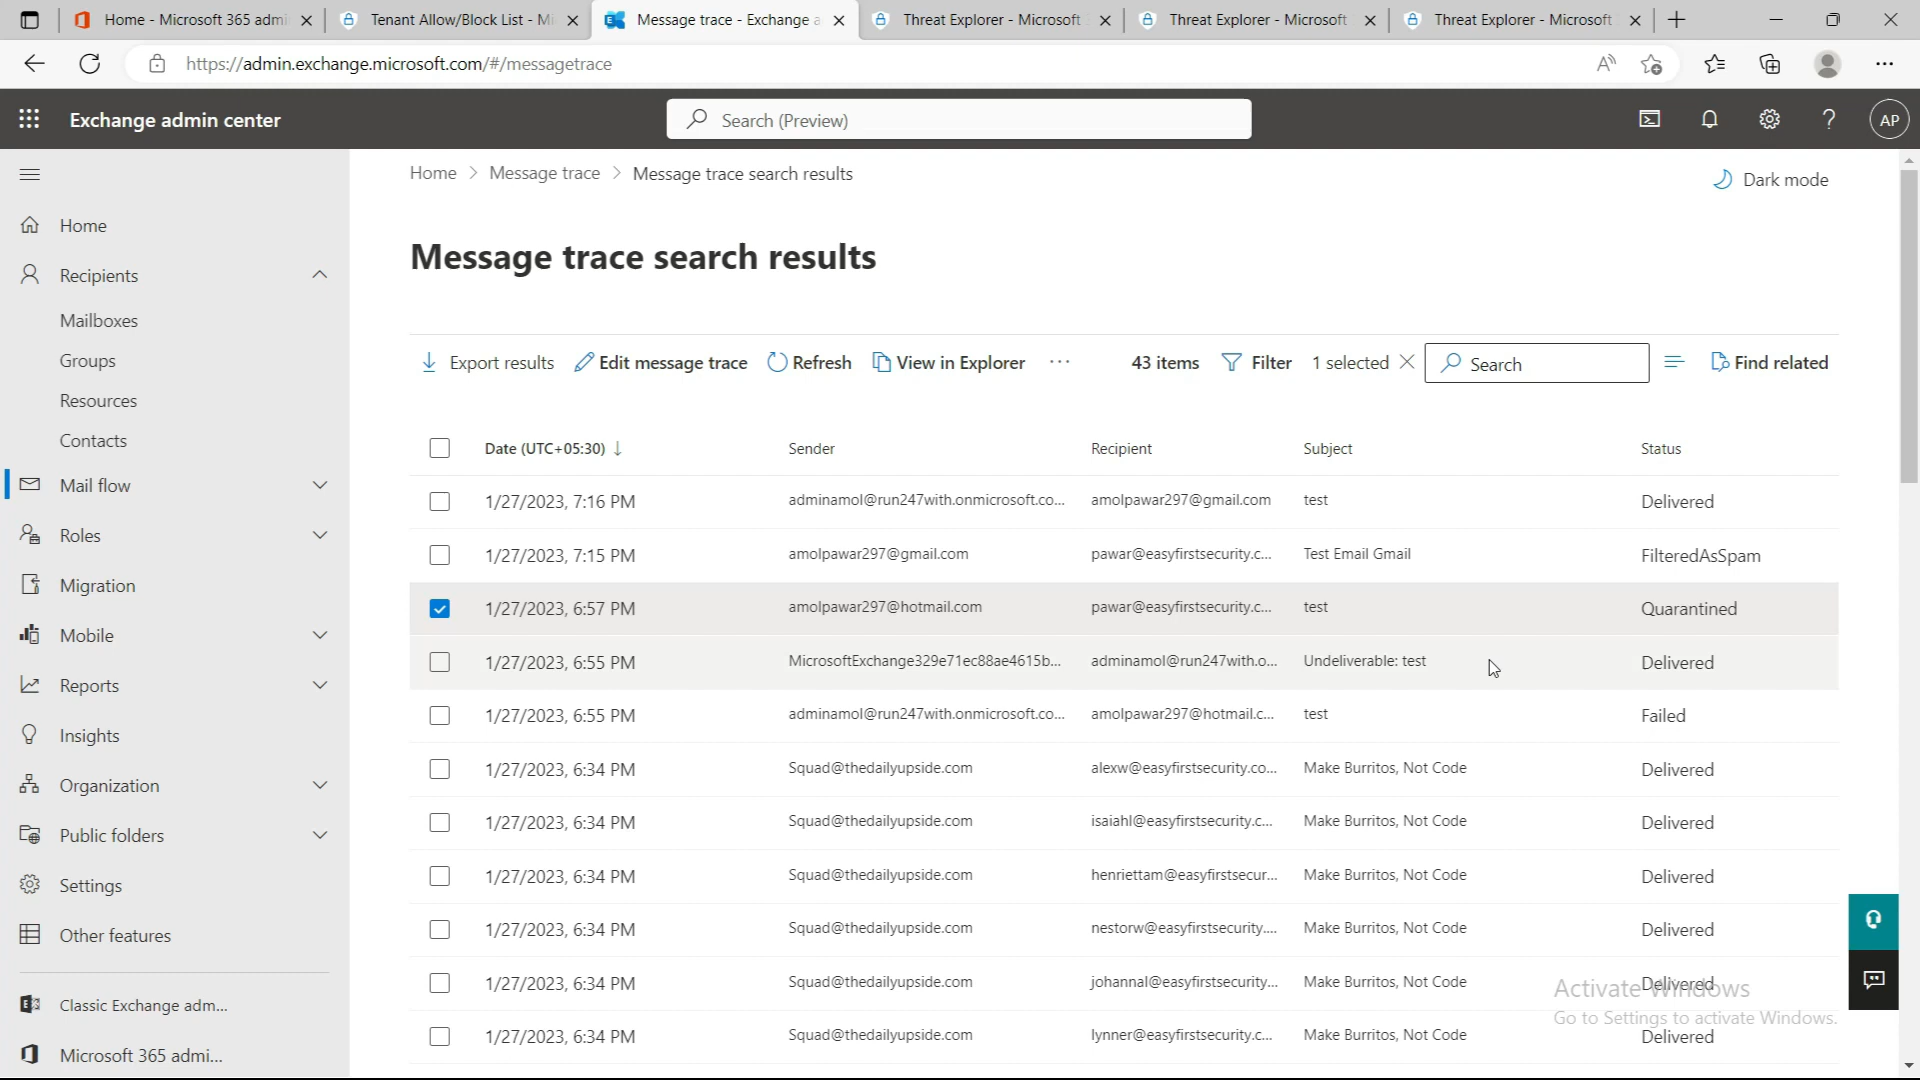 Home - Microsoft 365 admi
Tenant Allow/Block List - Mi
Message trace - Exchange a
Threat Explorer - Microsoft
Threat Explorer - Microsoft
Threat Explorer - Microsoft
https://admin.exchange.microsoft.com/#/messagetrace
Exchange admin center
Search (Preview)
AP
Home > Message trace > Message trace search results
Dark mode
Home
Recipients
Mailboxes
Groups
Resources
Contacts
Mail flow
Roles
Migration
Mobile
Reports
Insights
Organization
Public folders
Settings
Other features
Classic Exchange adm...
Microsoft 365 admi...
Message trace search results
Export results Edit message trace Refresh View in Explorer ··· 43 items Filter 1 selected Search Find related
Date (UTC+05:30) ↓ Sender Recipient Subject Status
1/27/2023, 7:16 PM adminamol@run247with.onmicrosoft.co... amolpawar297@gmail.com test Delivered
1/27/2023, 7:15 PM amolpawar297@gmail.com pawar@easyfirstsecurity.c... Test Email Gmail FilteredAsSpam
1/27/2023, 6:57 PM amolpawar297@hotmail.com pawar@easyfirstsecurity.c... test Quarantined
1/27/2023, 6:55 PM MicrosoftExchange329e71ec88ae4615b... adminamol@run247with.o... Undeliverable: test Delivered
1/27/2023, 6:55 PM adminamol@run247with.onmicrosoft.co... amolpawar297@hotmail.c... test Failed
1/27/2023, 6:34 PM Squad@thedailyupside.com alexw@easyfirstsecurity.co... Make Burritos, Not Code Delivered
1/27/2023, 6:34 PM Squad@thedailyupside.com isaiahl@easyfirstsecurity.c... Make Burritos, Not Code Delivered
1/27/2023, 6:34 PM Squad@thedailyupside.com henriettam@easyfirstsecur... Make Burritos, Not Code Delivered
1/27/2023, 6:34 PM Squad@thedailyupside.com nestorw@easyfirstsecurity.... Make Burritos, Not Code Delivered
1/27/2023, 6:34 PM Squad@thedailyupside.com johannal@easyfirstsecurity... Make Burritos, Not Code Delivered
1/27/2023, 6:34 PM Squad@thedailyupside.com lynner@easyfirstsecurity.c... Make Burritos, Not Code Delivered
Activate Windows
Go to Settings to activate Windows.